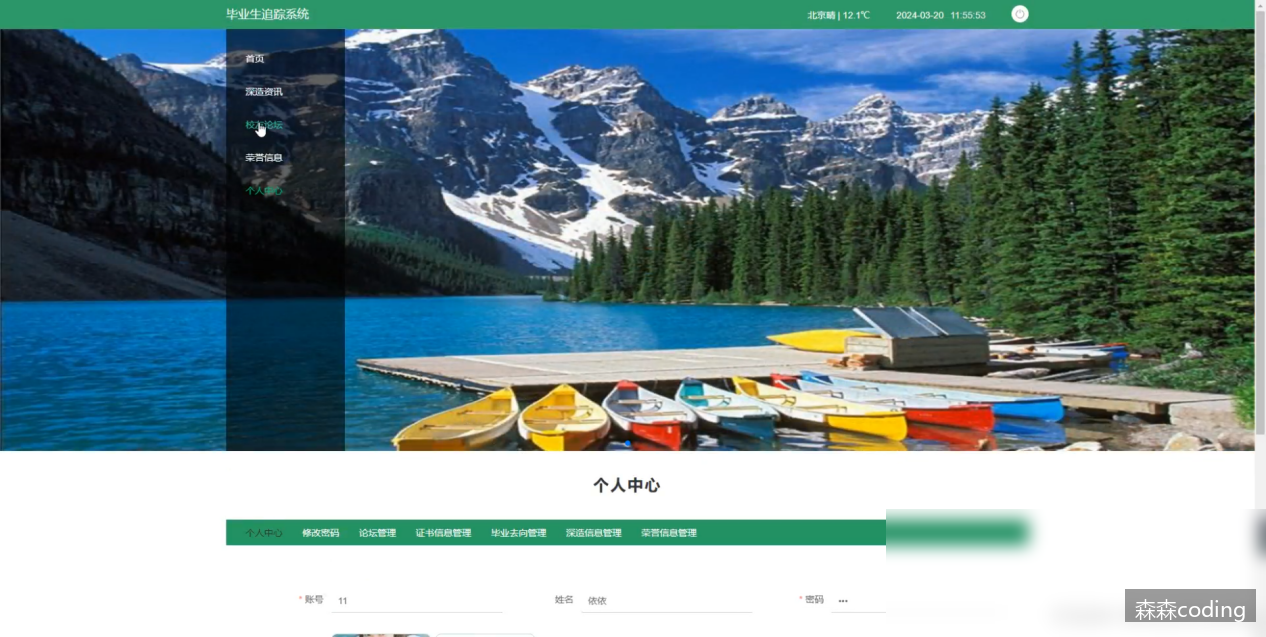 毕业生追踪系统
北京晴 | 12.1℃ 2024-03-20 11:55:53
首页
深造资讯
校友论坛
荣誉信息
个人中心
个人中心
个人中心 修改密码 论坛管理 证书信息管理 毕业去向管理 深造信息管理 荣誉信息管理
* 账号 11 姓名 依依 * 密码 •••
森森coding